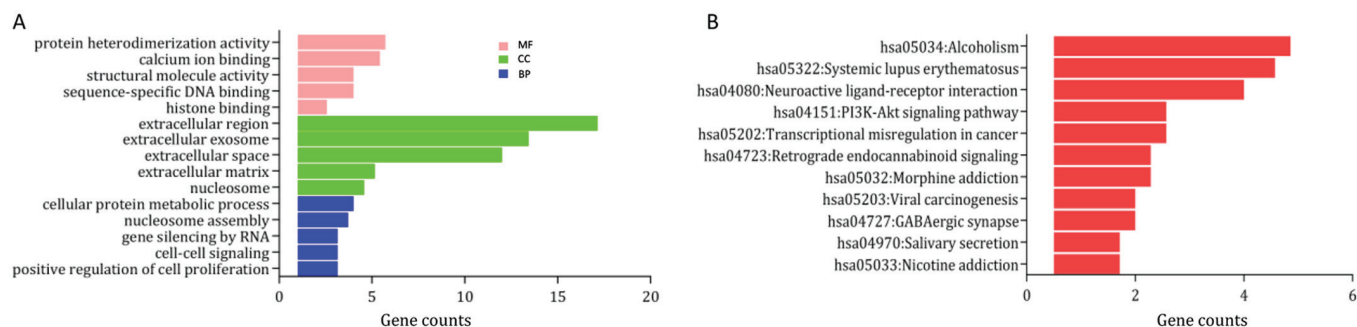 A
protein heterodimerization activity
calcium ion binding
structural molecule activity
sequence-specific DNA binding
histone binding
extracellular region
extracellular exosome
extracellular space
extracellular matrix
nucleosome
cellular protein metabolic process
nucleosome assembly
gene silencing by RNA
cell-cell signaling
positive regulation of cell proliferation
MF
CC
BP
0 5 10 15 20
Gene counts
B
hsa05034:Alcoholism
hsa05322:Systemic lupus erythematosus
hsa04080:Neuroactive ligand-receptor interaction
hsa04151:PI3K-Akt signaling pathway
hsa05202:Transcriptional misregulation in cancer
hsa04723:Retrograde endocannabinoid signaling
hsa05032:Morphine addiction
hsa05203:Viral carcinogenesis
hsa04727:GABAergic synapse
hsa04970:Salivary secretion
hsa05033:Nicotine addiction
0 2 4 6
Gene counts